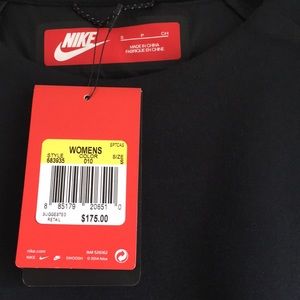 NIKE
S P CH
MADE IN CHINA
FABRIQUÉ EN CHINE
SPTCAS
WOMENS
STYLE COLOR SIZE
683935 010 S
8 85179 20651 0
SUGGESTED
RETAIL $175.00
nike.com
NIKE SWOOSH © 2014 Nike